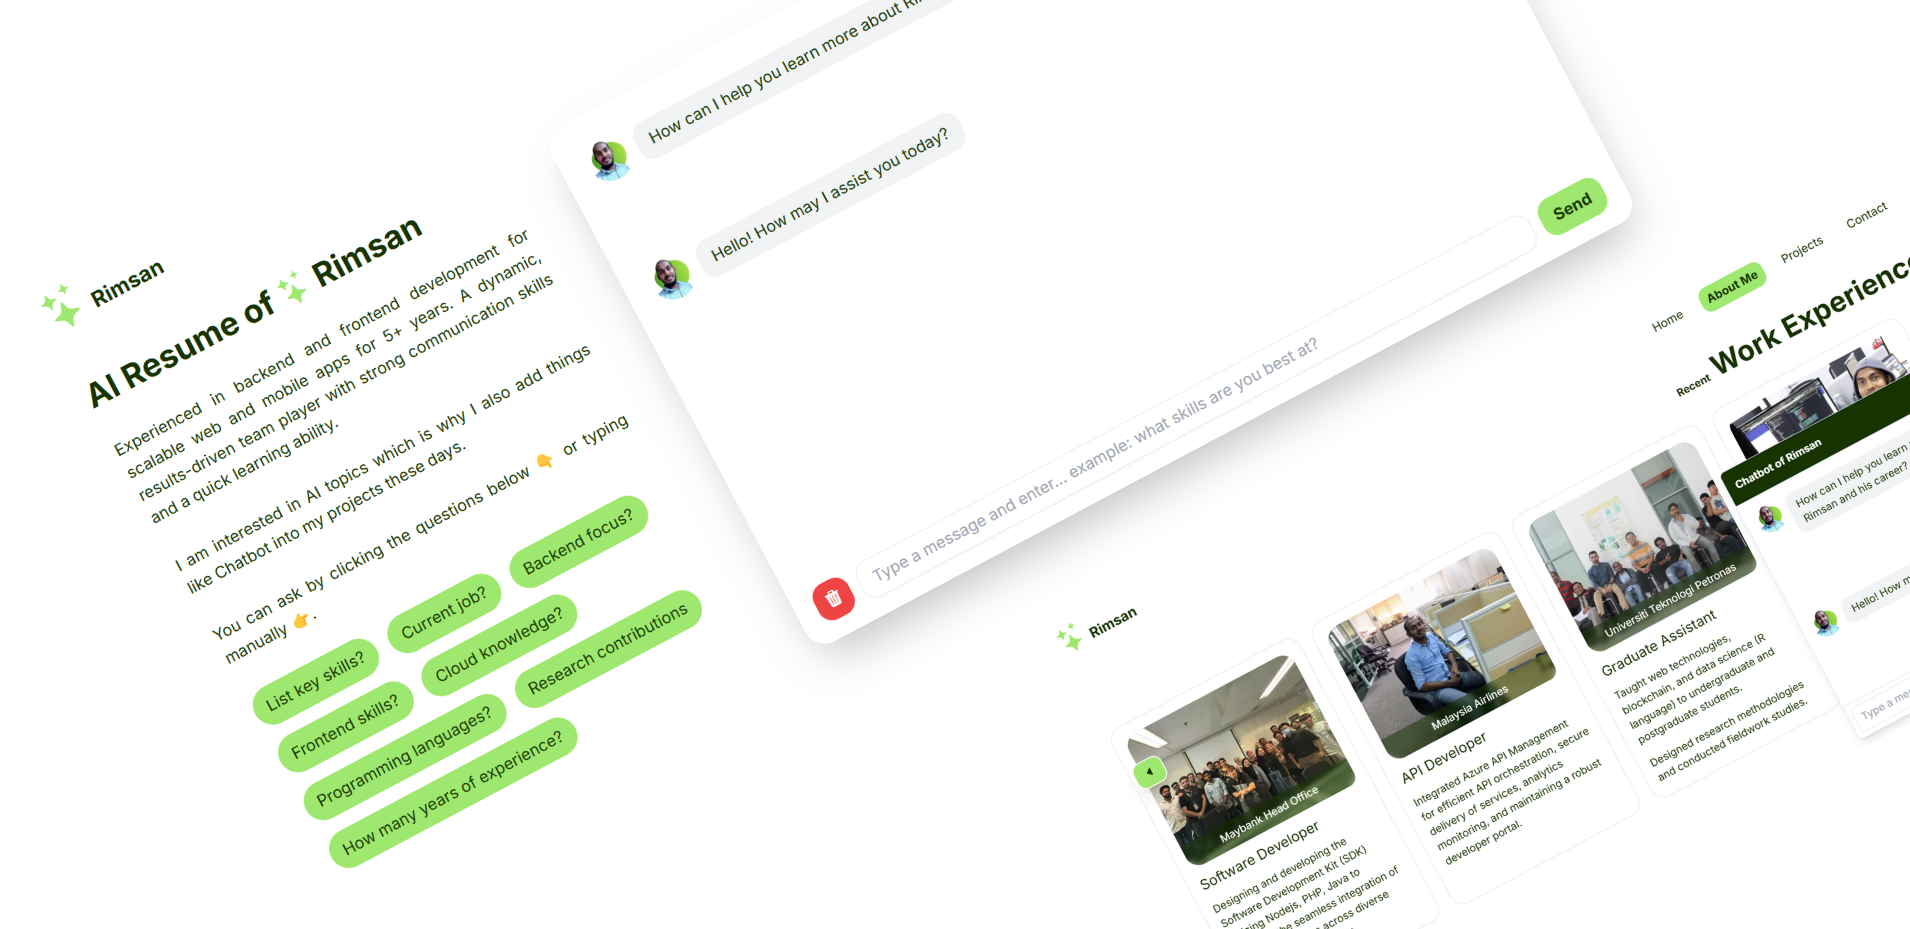 Rimsan
AI Resume of Rimsan
Experienced in backend and frontend development for
scalable web and mobile apps for 5+ years. A dynamic,
results-driven team player with strong communication skills
and a quick learning ability.
I am interested in AI topics which is why I also add things
like Chatbot into my projects these days.
You can ask by clicking the questions below 👇 or typing
manually 👉.
List key skills?
Current job?
Backend focus?
Frontend skills?
Cloud knowledge?
Programming languages?
Research contributions
How many years of experience?
How can I help you learn more about
Hello! How may I assist you today?
Type a message and enter... example: what skills are you best at?
Send
Rimsan
Home
About Me
Projects
Contact
Recent Work Experience
Maybank Head Office
Software Developer
Designing and developing the
Software Development Kit (SDK)
Nodejs, PHP, Java to
seamless integration of
across diverse
Malaysia Airlines
API Developer
Integrated Azure API Management
for efficient API orchestration, secure
delivery of services, analytics
monitoring, and maintaining a robust
developer portal.
Universiti Teknologi Petronas
Graduate Assistant
Taught web technologies,
blockchain, and data science (R
language) to undergraduate and
postgraduate students.
Designed research methodologies
and conducted fieldwork studies.
Chatbot of Rimsan
How can I help you learn
Rimsan and his career?
Hello! How
Type a